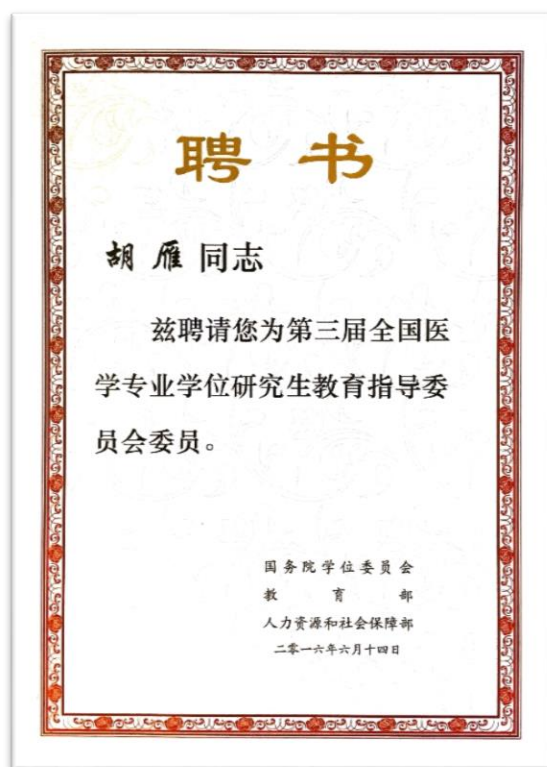 聘 书
胡 雁 同志
兹聘请您为第三届全国医
学专业学位研究生教育指导委
员会委员。
国务院学位委员会
教 育 部
人力资源和社会保障部
二零一六年六月十四日